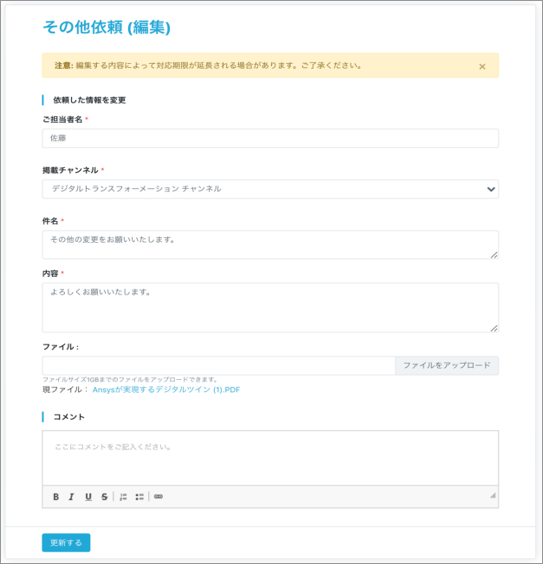 その他依頼 (編集)
注意: 編集する内容によって対応期限が延長される場合があります。ご了承ください。 ×
依頼した情報を変更
ご担当者名 *
佐藤
掲載チャンネル *
デジタルトランスフォーメーション チャンネル
件名 *
その他の変更をお願いいたします。
内容 *
よろしくお願いいたします。
ファイル :
ファイルをアップロード
ファイルサイズ1GBまでのファイルをアップロードできます。
現ファイル： Ansysが実現するデジタルツイン (1).PDF
コメント
ここにコメントをご記入ください。
B I U S
更新する